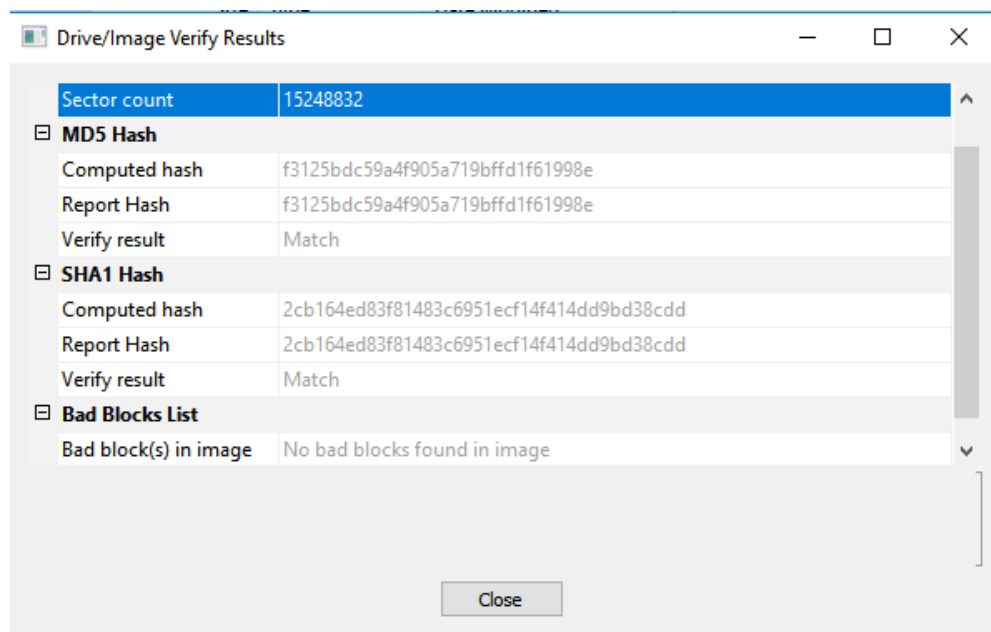 Drive/Image Verify Results
Sector count 15248832
MD5 Hash
Computed hash f3125bdc59a4f905a719bffd1f61998e
Report Hash f3125bdc59a4f905a719bffd1f61998e
Verify result Match
SHA1 Hash
Computed hash 2cb164ed83f81483c6951ecf14f414dd9bd38cdd
Report Hash 2cb164ed83f81483c6951ecf14f414dd9bd38cdd
Verify result Match
Bad Blocks List
Bad block(s) in image No bad blocks found in image
Close